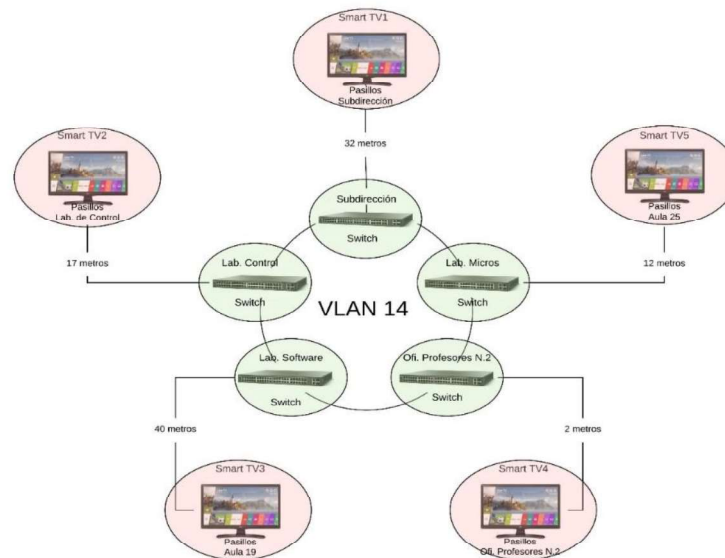 Smart TV1
Pasillos
Subdirección
32 metros
Smart TV2
Pasillos
Lab. de Control
17 metros
Smart TV5
Pasillos
Aula 25
12 metros
Subdirección
Switch
Lab. Control
Switch
Lab. Micros
Switch
VLAN 14
Lab. Software
Switch
Ofi. Profesores N.2
Switch
40 metros
2 metros
Smart TV3
Pasillos
Aula 19
Smart TV4
Pasillos
Ofi. Profesores N.2